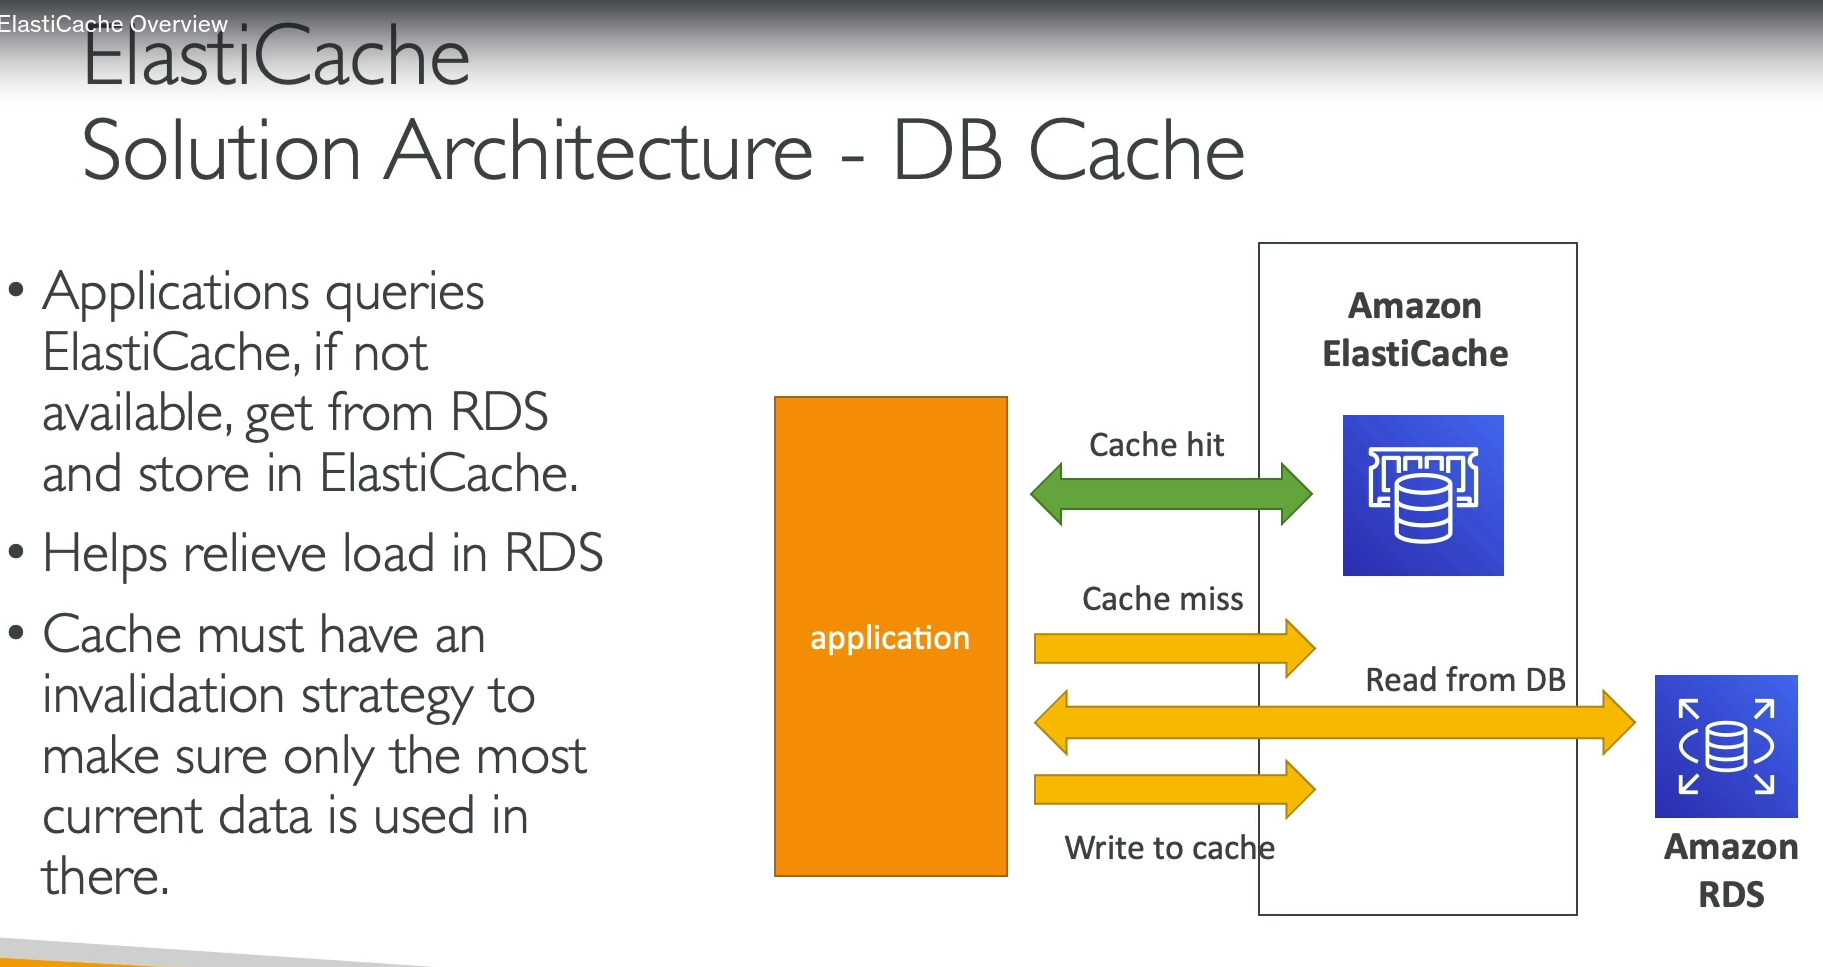 ElastiCache Overview
ElastiCache
Solution Architecture - DB Cache
• Applications queries
ElastiCache, if not
available, get from RDS
and store in ElastiCache.
• Helps relieve load in RDS
• Cache must have an
invalidation strategy to
make sure only the most
current data is used in
there.
application
Cache hit
Cache miss
Read from DB
Write to cache
Amazon
ElastiCache
Amazon
RDS